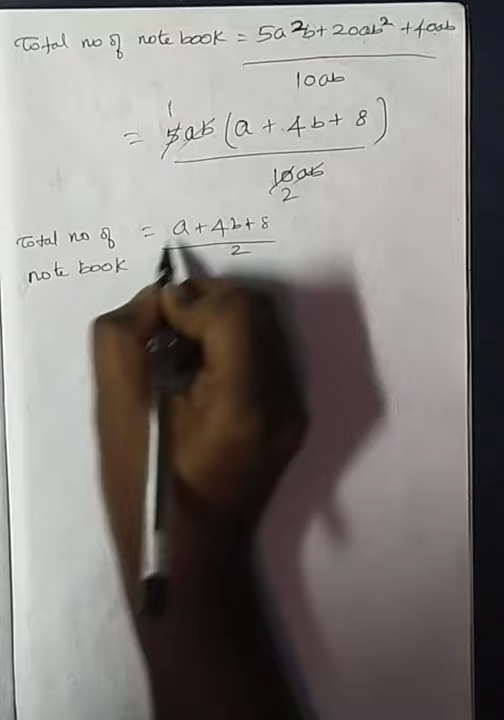 Total no of note book = 5a²b + 20ab² + 40ab
10ab
= 1 5ab (a + 4b + 8)
10ab
2
Total no of = a + 4b + 8
note book 2